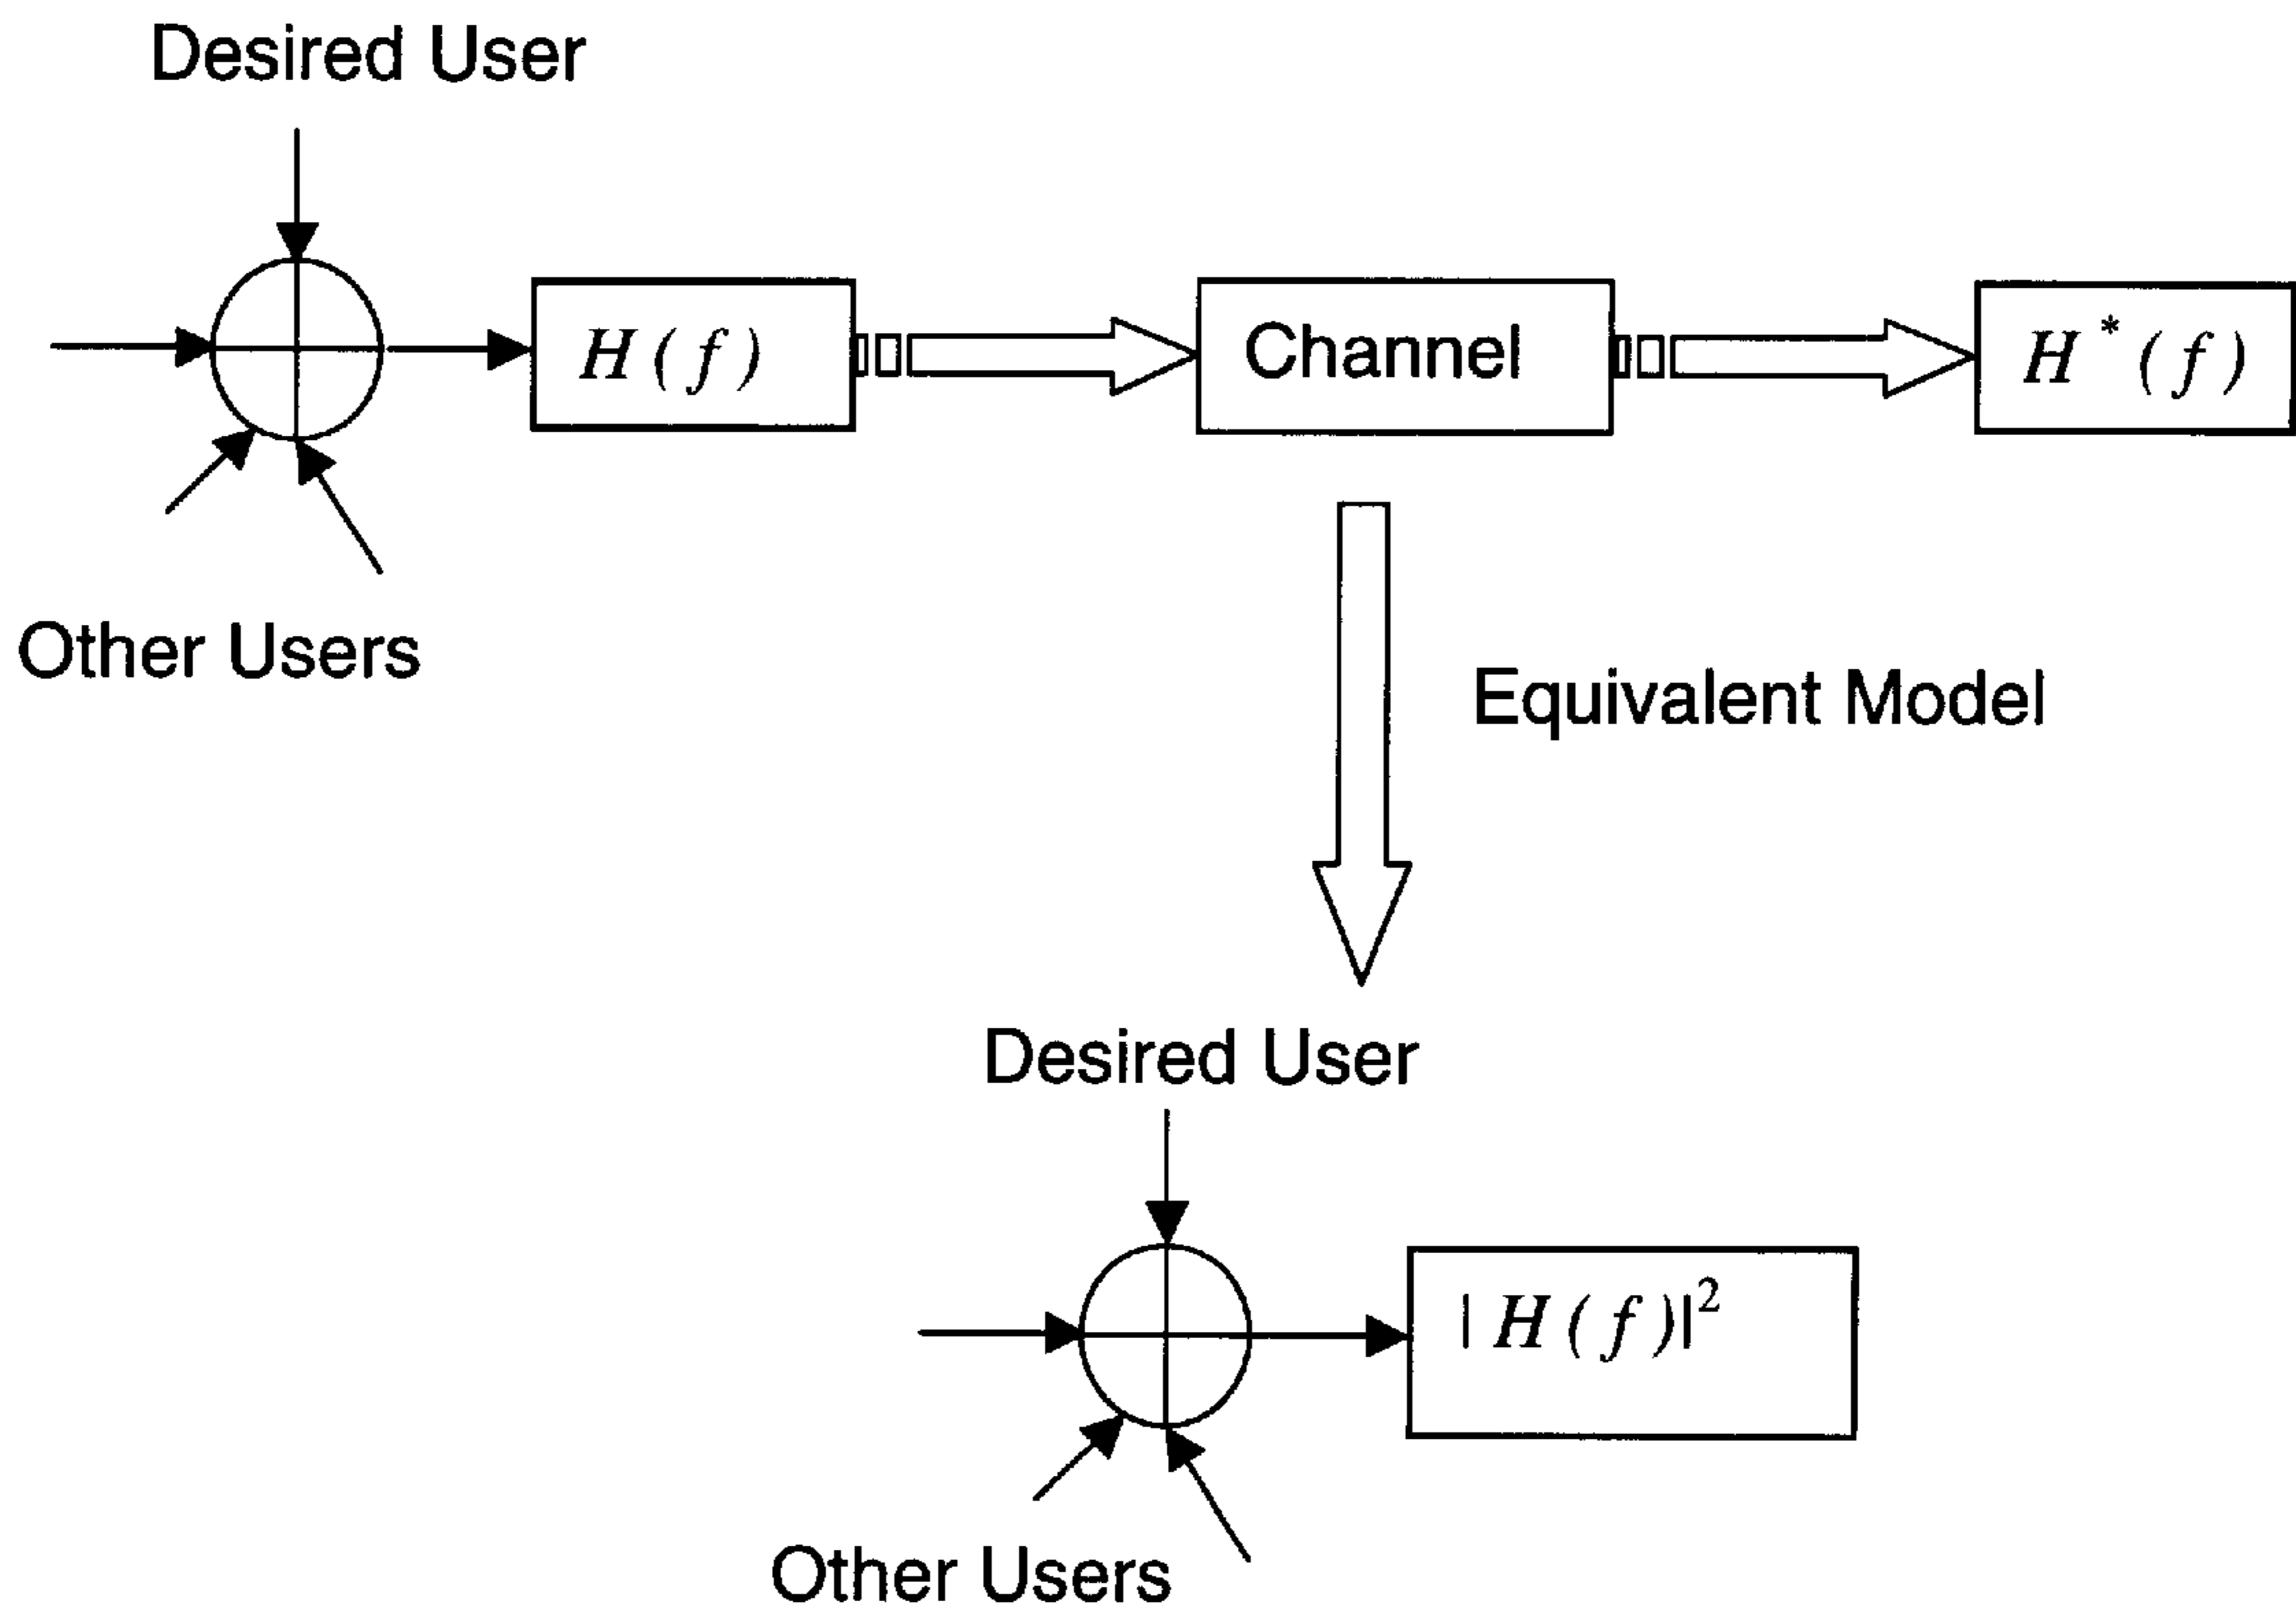 Desired User
H(f)
Channel
H*(f)
Other Users
Equivalent Model
Desired User
|H(f)|²
Other Users